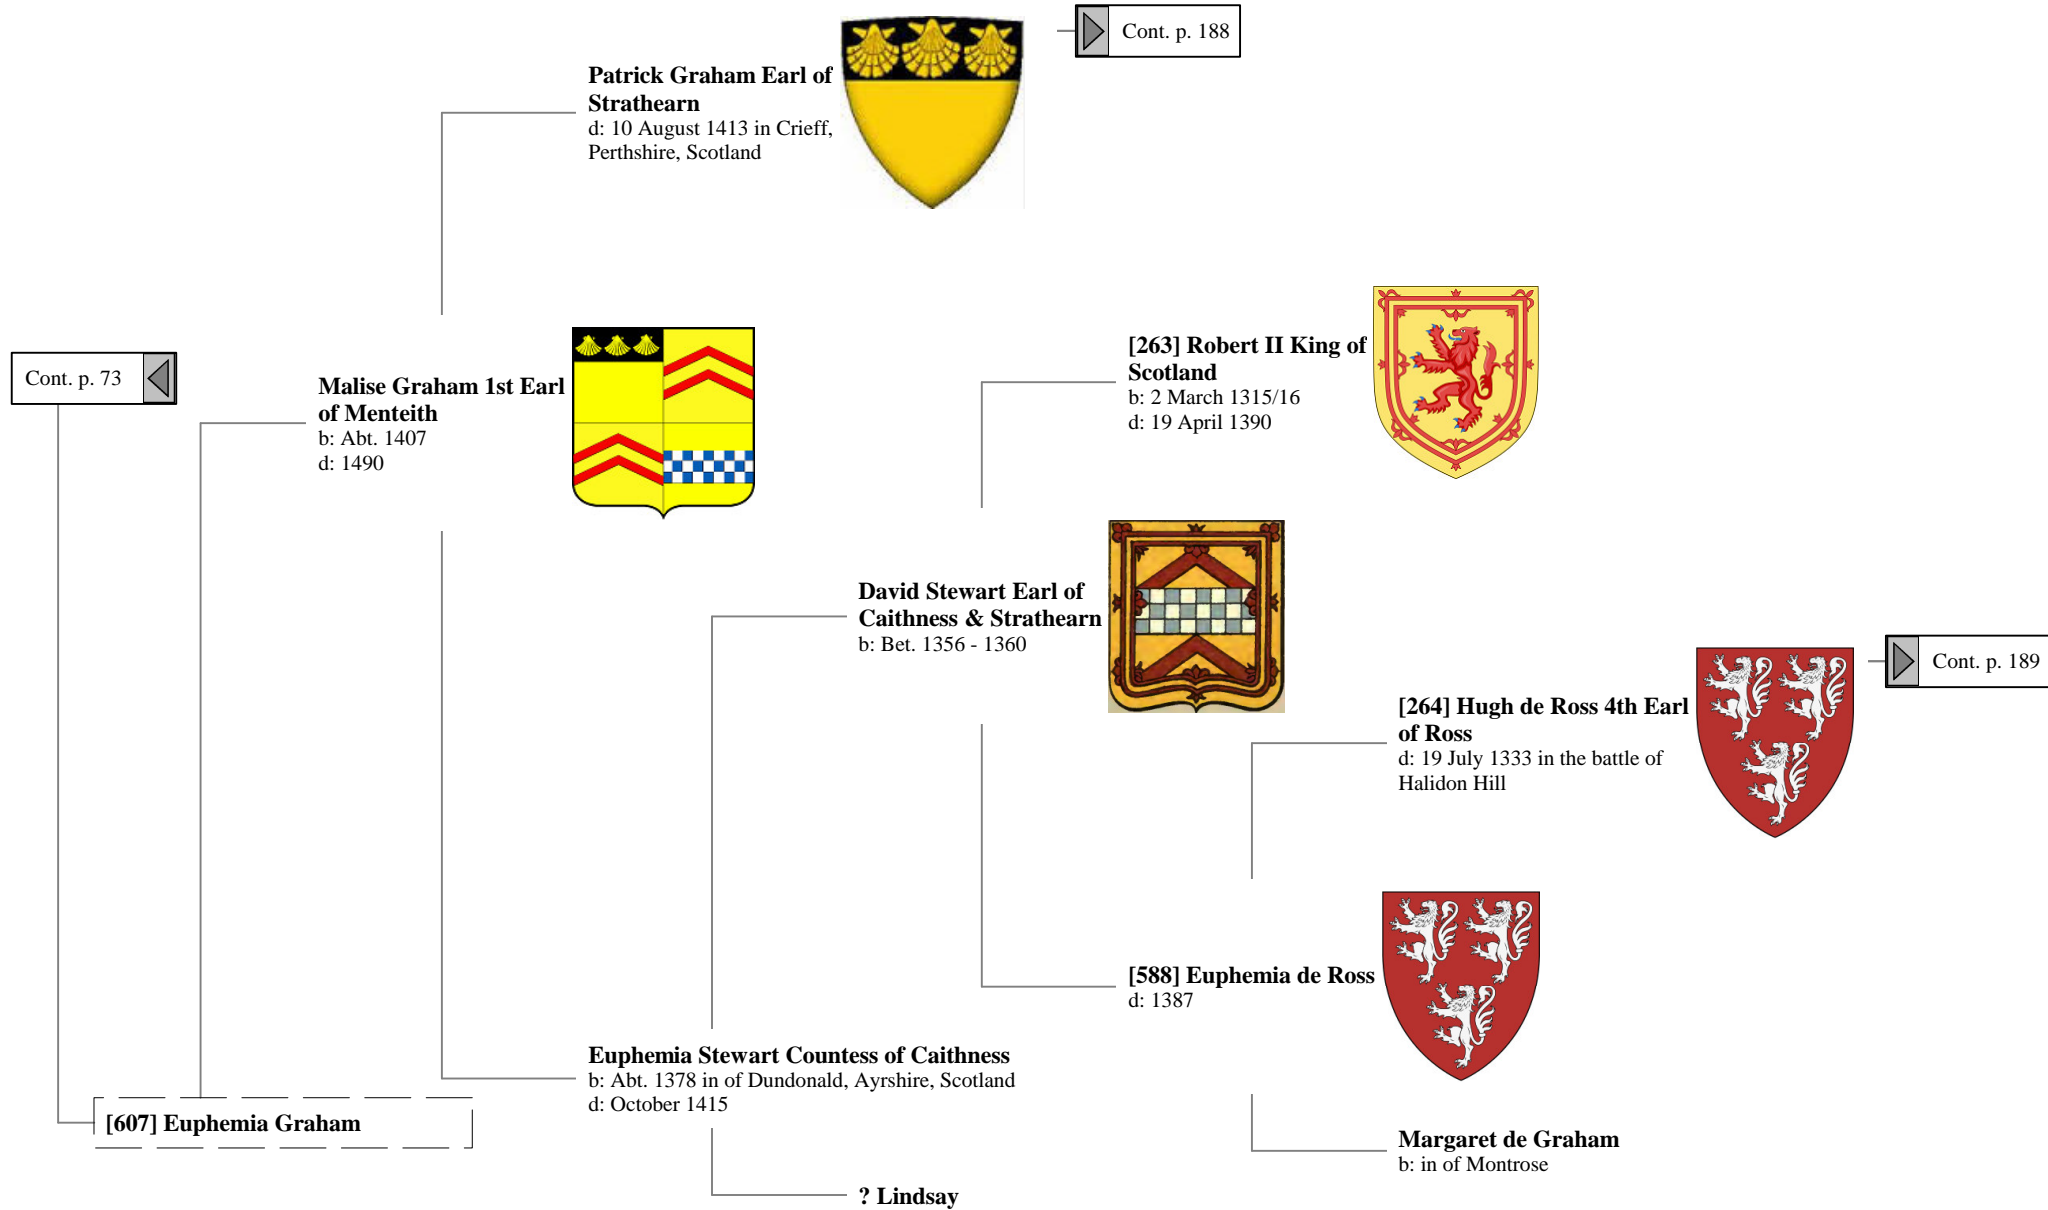 Cont. p. 188
Patrick Graham Earl of
Strathearn
d: 10 August 1413 in Crieff,
Perthshire, Scotland
[263] Robert II King of
Scotland
b: 2 March 1315/16
d: 19 April 1390
Cont. p. 73
Malise Graham 1st Earl
of Menteith
b: Abt. 1407
d: 1490
David Stewart Earl of
Caithness & Strathearn
b: Bet. 1356 - 1360
Cont. p. 189
[264] Hugh de Ross 4th Earl
of Ross
d: 19 July 1333 in the battle of
Halidon Hill
[588] Euphemia de Ross
d: 1387
Euphemia Stewart Countess of Caithness
b: Abt. 1378 in of Dundonald, Ayrshire, Scotland
d: October 1415
[607] Euphemia Graham
Margaret de Graham
b: in of Montrose
? Lindsay